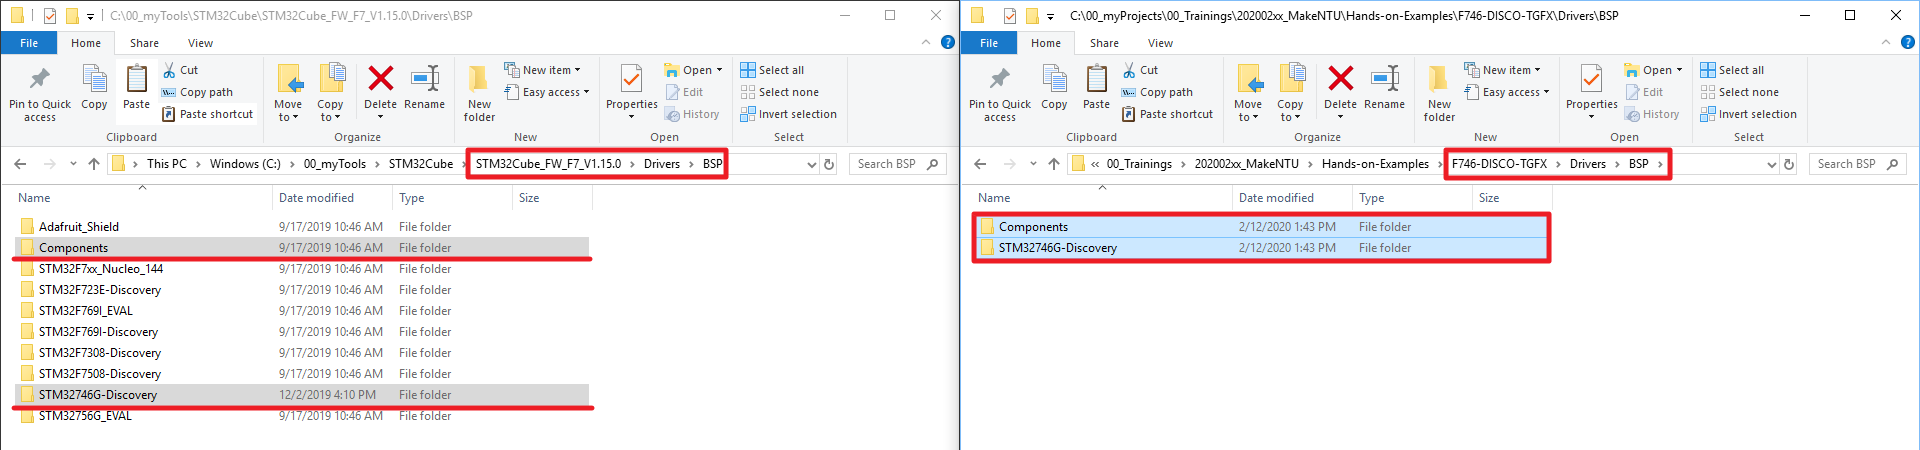 C:\00_myTools\STM32Cube\STM32Cube_FW_F7_V1.15.0\Drivers\BSP
File Home Share View
Pin to Quick access
Copy
Paste
Cut
Copy path
Paste shortcut
Clipboard
Move to
Copy to
Delete
Rename
Organize
New folder
New item
Easy access
New
Properties
Open
Edit
History
Open
Select all
Select none
Invert selection
Select
This PC > Windows (C:) > 00_myTools > STM32Cube > STM32Cube_FW_F7_V1.15.0 > Drivers > BSP
Search BSP
Name Date modified Type Size
Adafruit_Shield 9/17/2019 10:46 AM File folder
Components 9/17/2019 10:46 AM File folder
STM32F7xx_Nucleo_144 9/17/2019 10:46 AM File folder
STM32F723E-Discovery 9/17/2019 10:46 AM File folder
STM32F769I_EVAL 9/17/2019 10:46 AM File folder
STM32F769I-Discovery 9/17/2019 10:46 AM File folder
STM32F7308-Discovery 9/17/2019 10:46 AM File folder
STM32F7508-Discovery 9/17/2019 10:46 AM File folder
STM32746G-Discovery 12/2/2019 4:10 PM File folder
STM32756G_EVAL 9/17/2019 10:46 AM File folder
C:\00_myProjects\00_Trainings\202002xx_MakeNTU\Hands-on-Examples\F746-DISCO-TGFX\Drivers\BSP
File Home Share View
Pin to Quick access
Copy
Paste
Cut
Copy path
Paste shortcut
Clipboard
Move to
Copy to
Delete
Rename
Organize
New folder
New item
Easy access
New
Properties
Open
Edit
History
Open
Select all
Select none
Invert selection
Select
« 00_Trainings > 202002xx_MakeNTU > Hands-on-Examples > F746-DISCO-TGFX > Drivers > BSP >
Search BSP
Name Date modified Type Size
Components 2/12/2020 1:43 PM File folder
STM32746G-Discovery 2/12/2020 1:43 PM File folder